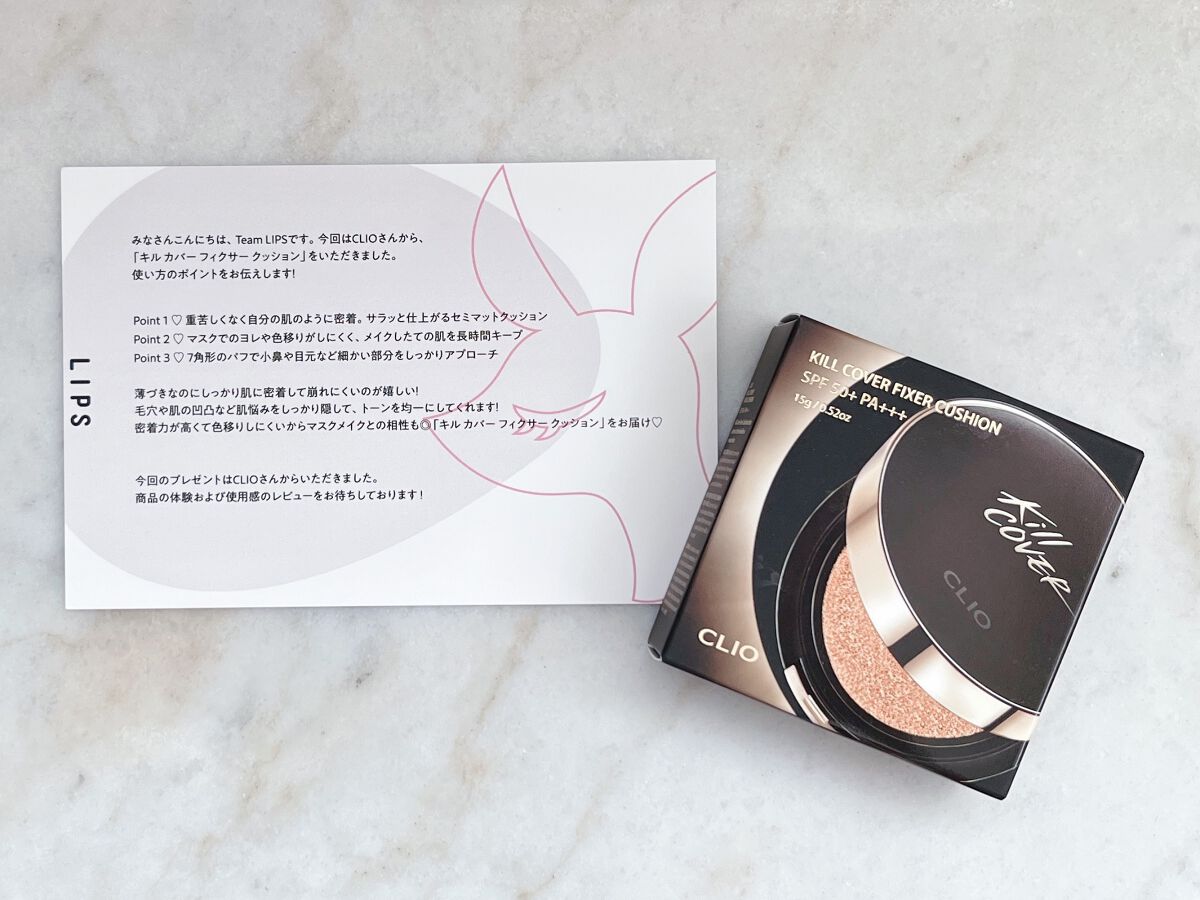 みなさんこんにちは、Team LIPSです。今回はCLIOさんから、
「キル カバー フィクサー クッション」をいただきました。
使い方のポイントをお伝えします!
Point 1 ♡ 重苦しくなく自分の肌のように密着。サラッと仕上がるセミマットクッション
Point 2 ♡ マスクでのヨレや色移りがしにくく、メイクしたての肌を長時間キープ
Point 3 ♡ 7角形のパフで小鼻や目元など細かい部分をしっかりアプローチ
薄づきなのにしっかり肌に密着して崩れにくいのが嬉しい!
毛穴や肌の凹凸など肌悩みをしっかり隠して、トーンを均一にしてくれます!
密着力が高くて色移りしにくいからマスクメイクとの相性も◎「キル カバー フィクサー クッション」をお届け♡
今回のプレゼントはCLIOさんからいただきました。
商品の体験および使用感のレビューをお待ちしております!
LIPS
KILL COVER FIXER CUSHION
SPF 50+ PA+++
15g / 0.52oz
Kill
COVER
CLIO
CLIO